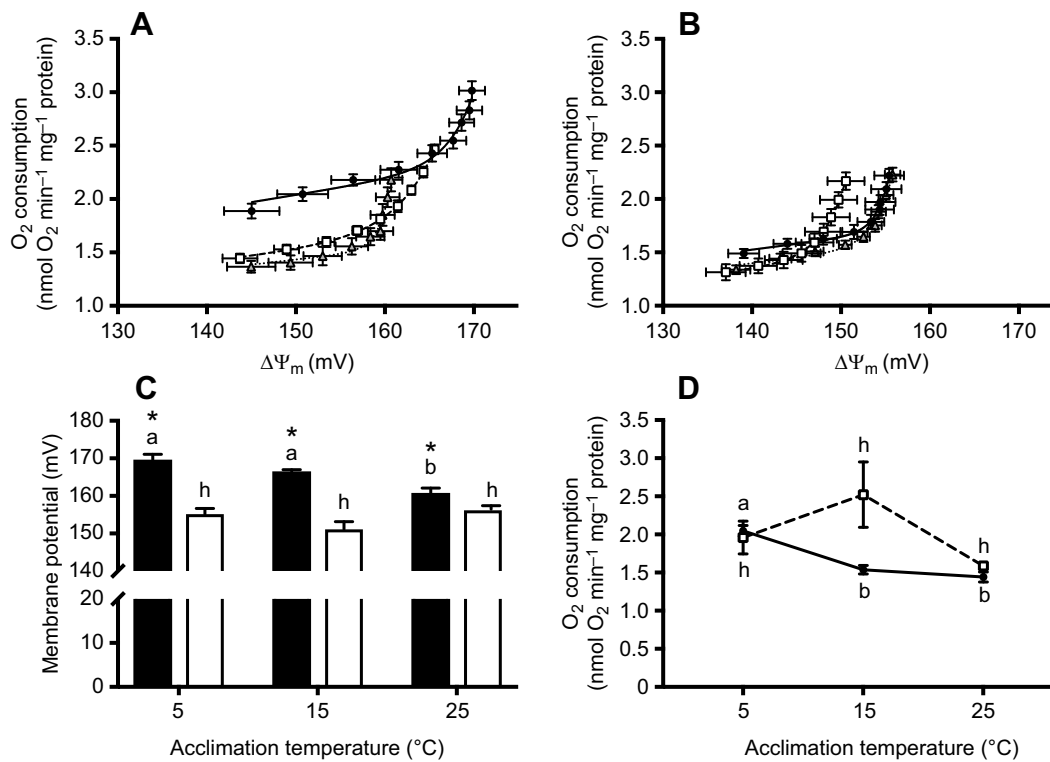 A
O₂ consumption
(nmol O₂ min⁻¹ mg⁻¹ protein)
3.5
3.0
2.5
2.0
1.5
1.0
130 140 150 160 170
ΔΨm (mV)
B
O₂ consumption
(nmol O₂ min⁻¹ mg⁻¹ protein)
3.5
3.0
2.5
2.0
1.5
1.0
130 140 150 160 170
ΔΨm (mV)
C
Membrane potential (mV)
180
170
160
150
140
20
10
0
* * *
a h a h b h
5 15 25
Acclimation temperature (°C)
D
O₂ consumption
(nmol O₂ min⁻¹ mg⁻¹ protein)
3.5
3.0
2.5
2.0
1.5
1.0
0.5
0
a h h
h b b
5 15 25
Acclimation temperature (°C)